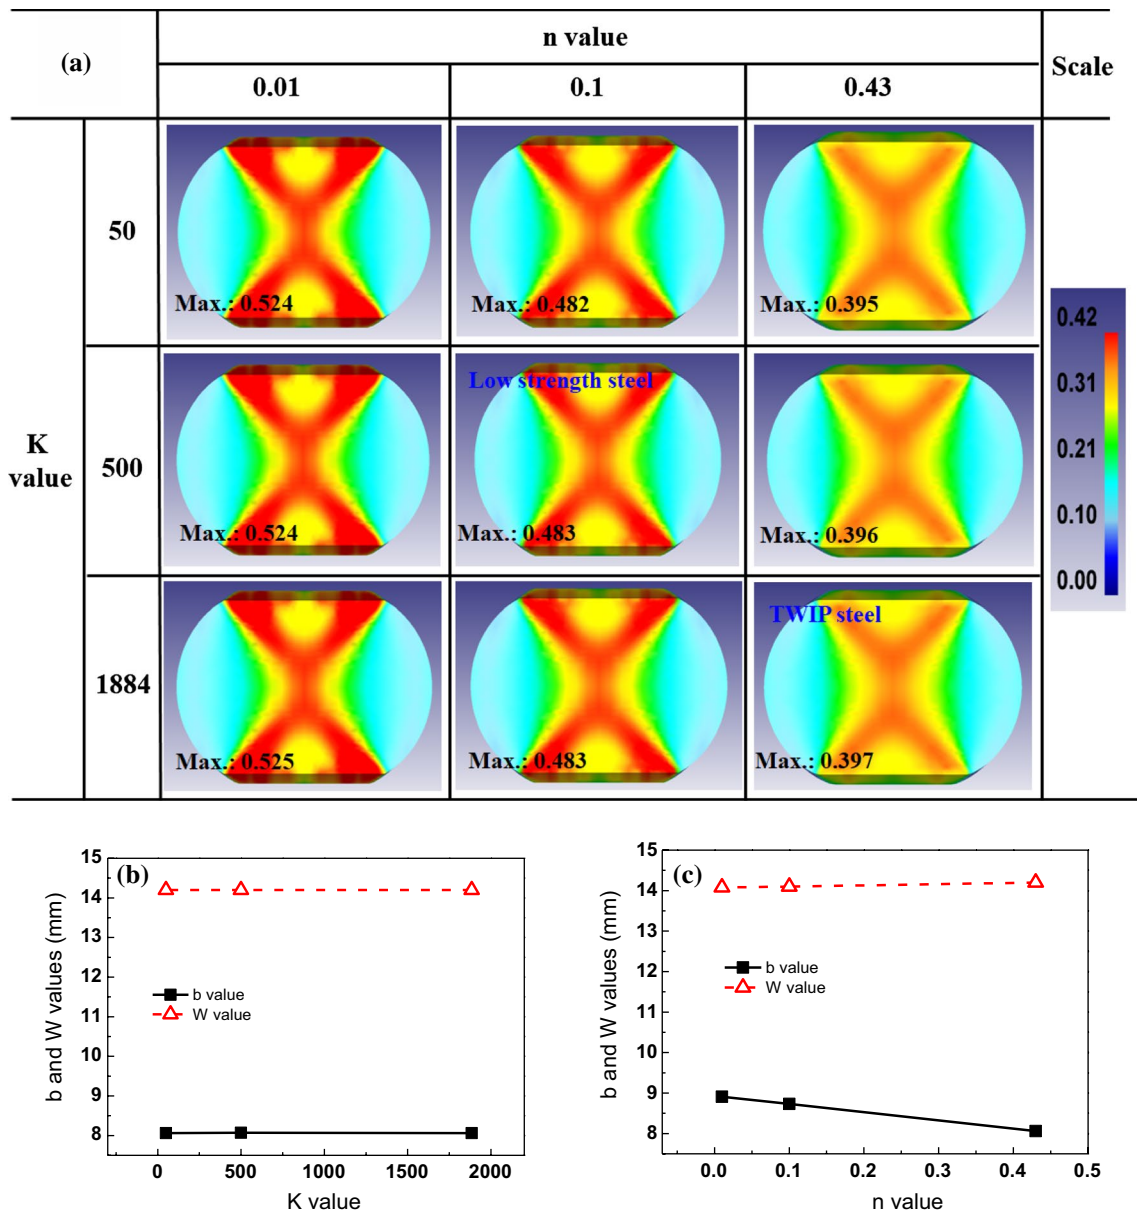 (a)
n value
Scale
0.01
0.1
0.43
K
value
50
Max.: 0.524
Max.: 0.482
Max.: 0.395
500
Low strength steel
Max.: 0.524
Max.: 0.483
Max.: 0.396
1884
TWIP steel
Max.: 0.525
Max.: 0.483
Max.: 0.397
0.42
0.31
0.21
0.10
0.00
(b)
b and W values (mm)
15
14
13
12
11
10
9
8
b value
W value
0
500
1000
1500
2000
K value
(c)
b and W values (mm)
15
14
13
12
11
10
9
8
b value
W value
0.0
0.1
0.2
0.3
0.4
0.5
n value